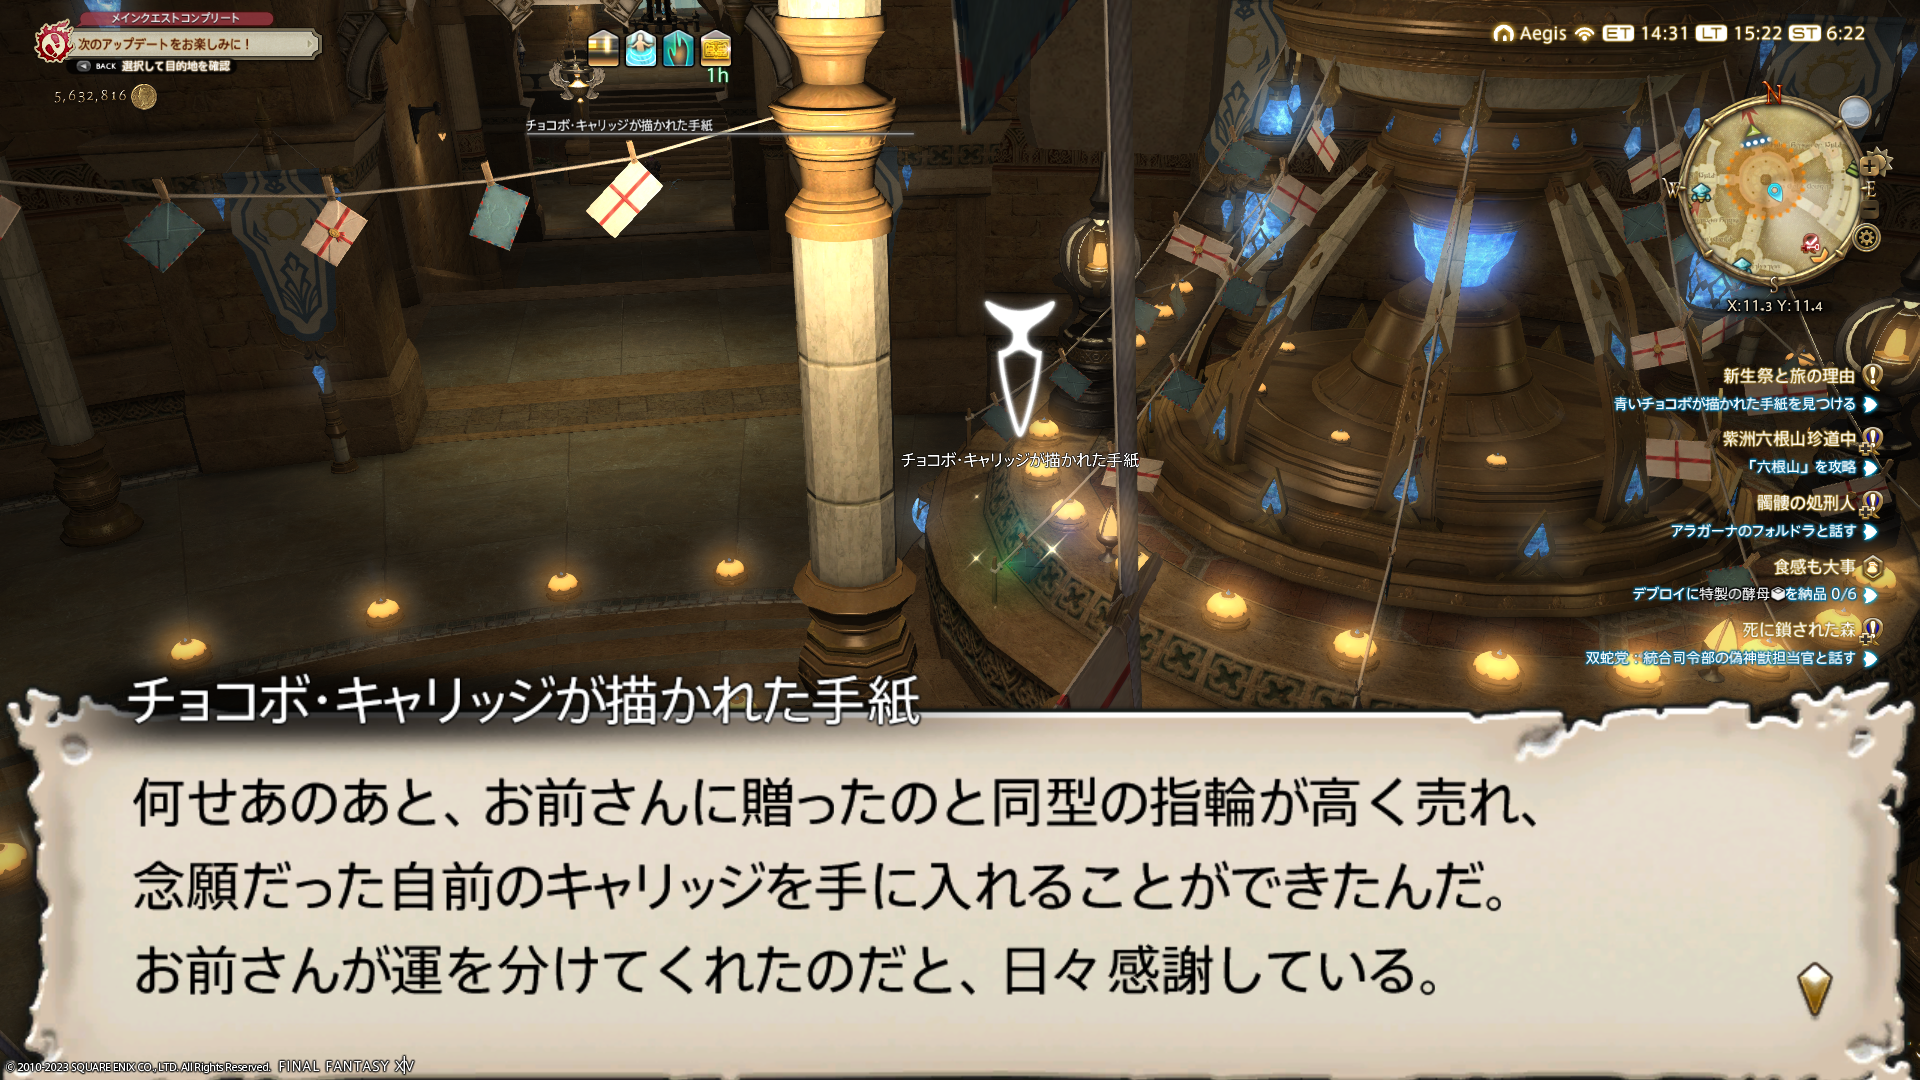 メインクエストコンプリート
次のアップデートをお楽しみに！
BACK 選択して目的地を確認
5,632,816
1h
Aegis ET 14:31 LT 15:22 ST 6:22
N
W
E
S
X:11.3 Y:11.4
チョコボ・キャリッジが描かれた手紙
チョコボ・キャリッジが描かれた手紙
新生祭と旅の理由
青いチョコボが描かれた手紙を見つける
紫洲六根山珍道中
「六根山」を攻略
髑髏の処刑人
アラガーナのフォルドラと話す
食感も大事
デブロイに特製の酵母を納品 0/6
死に鎖された森
双蛇党：統合司令部の偽神獣担当官と話す
チョコボ・キャリッジが描かれた手紙
何せあのあと、お前さんに贈ったのと同型の指輪が高く売れ、
念願だった自前のキャリッジを手に入れることができたんだ。
お前さんが運を分けてくれたのだと、日々感謝している。
© 2010-2023 SQUARE ENIX CO., LTD. All Rights Reserved. FINAL FANTASY XIV